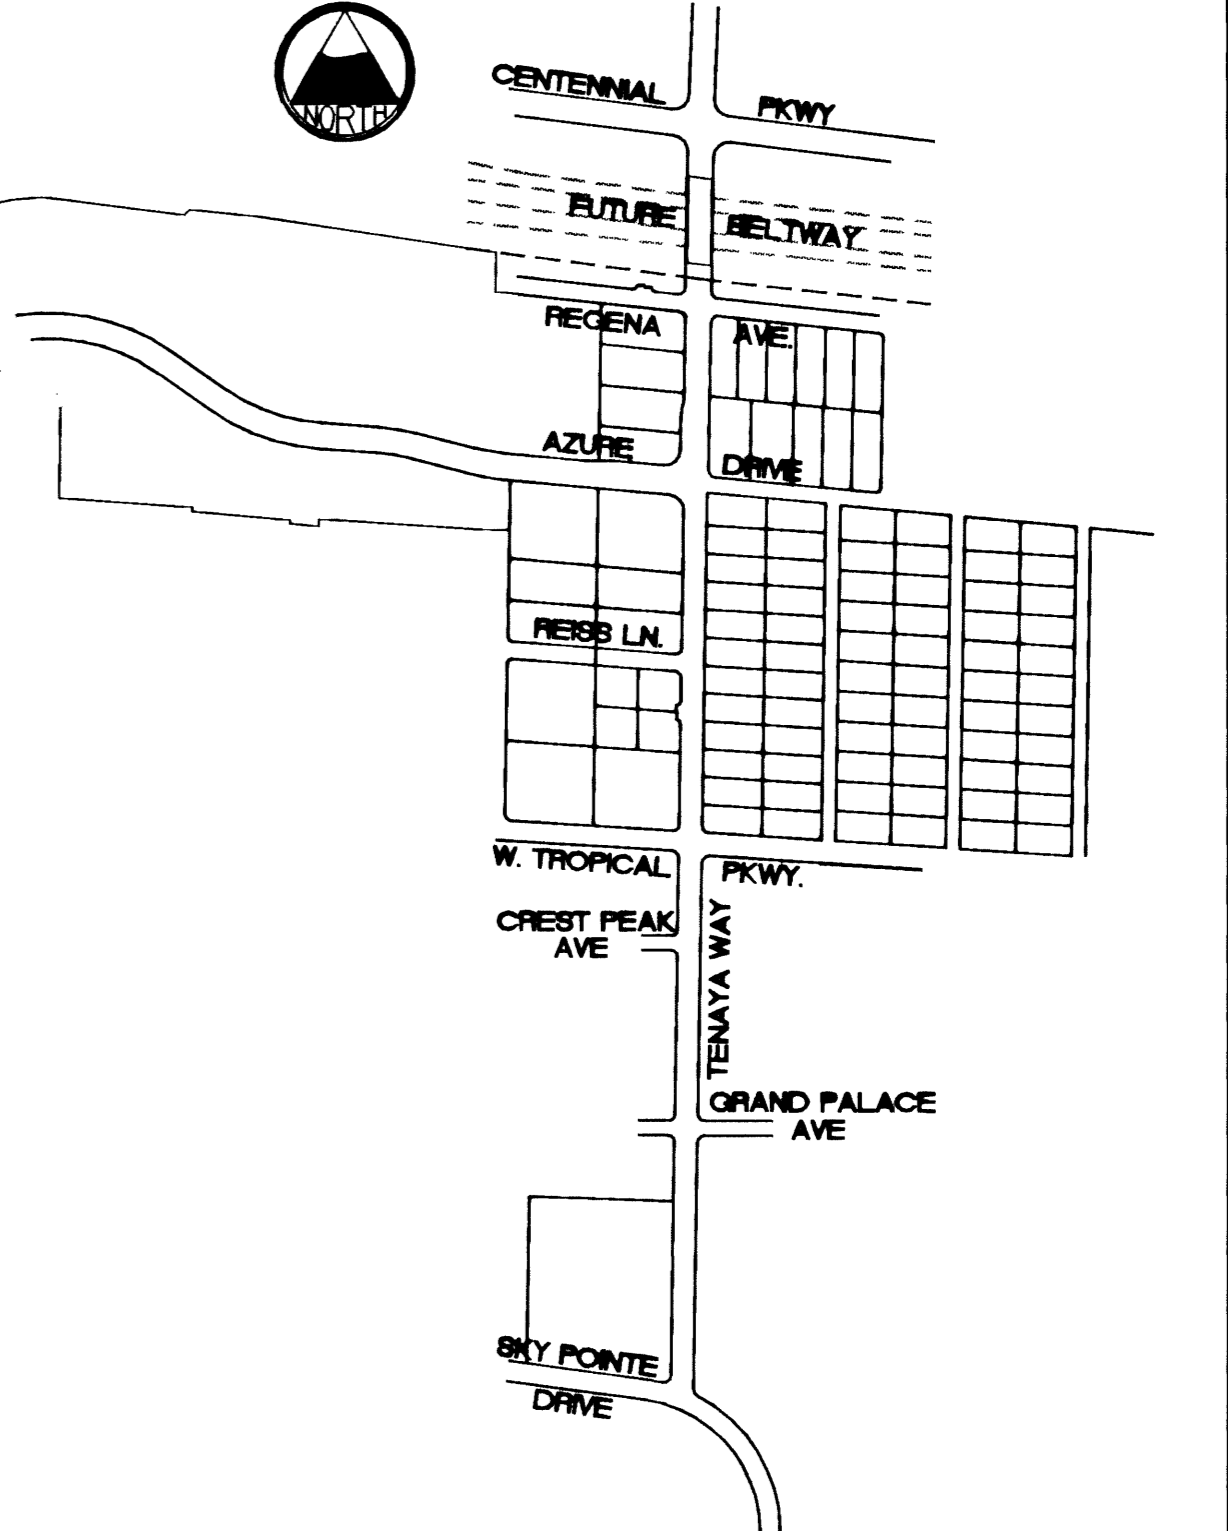 NORTH
CENTENNIAL PKWY
FUTURE BELTWAY
REGENA AVE.
AZURE DRIVE
REISS LN.
W. TROPICAL PKWY.
CREST PEAK
AVE
TENAYA WAY
GRAND PALACE
AVE
SKY POINTE
DRIVE